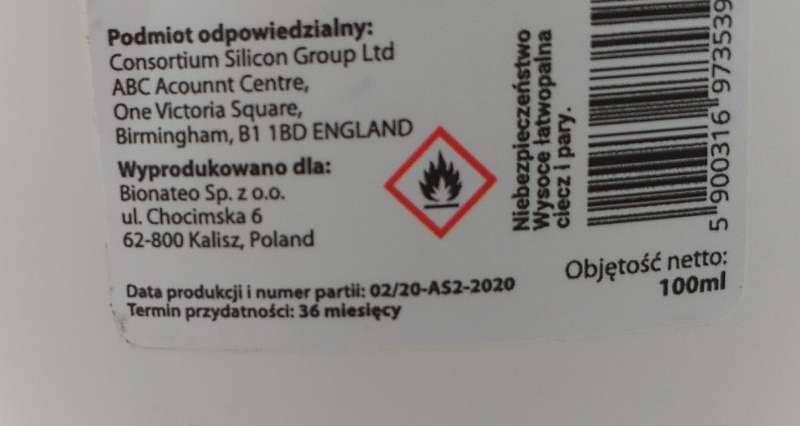 Podmiot odpowiedzialny:
Consortium Silicon Group Ltd
ABC Acounnt Centre,
One Victoria Square,
Birmingham, B1 1BD ENGLAND
Wyprodukowano dla:
Bionateo Sp. z o.o.
ul. Chocimska 6
62-800 Kalisz, Poland
Data produkcji i numer partii: 02/20-AS2-2020
Termin przydatności: 36 miesięcy
Niebezpieczeństwo
Wysoce łatwopalna
ciecz i pary.
5 900316 973539
Objętość netto:
100ml